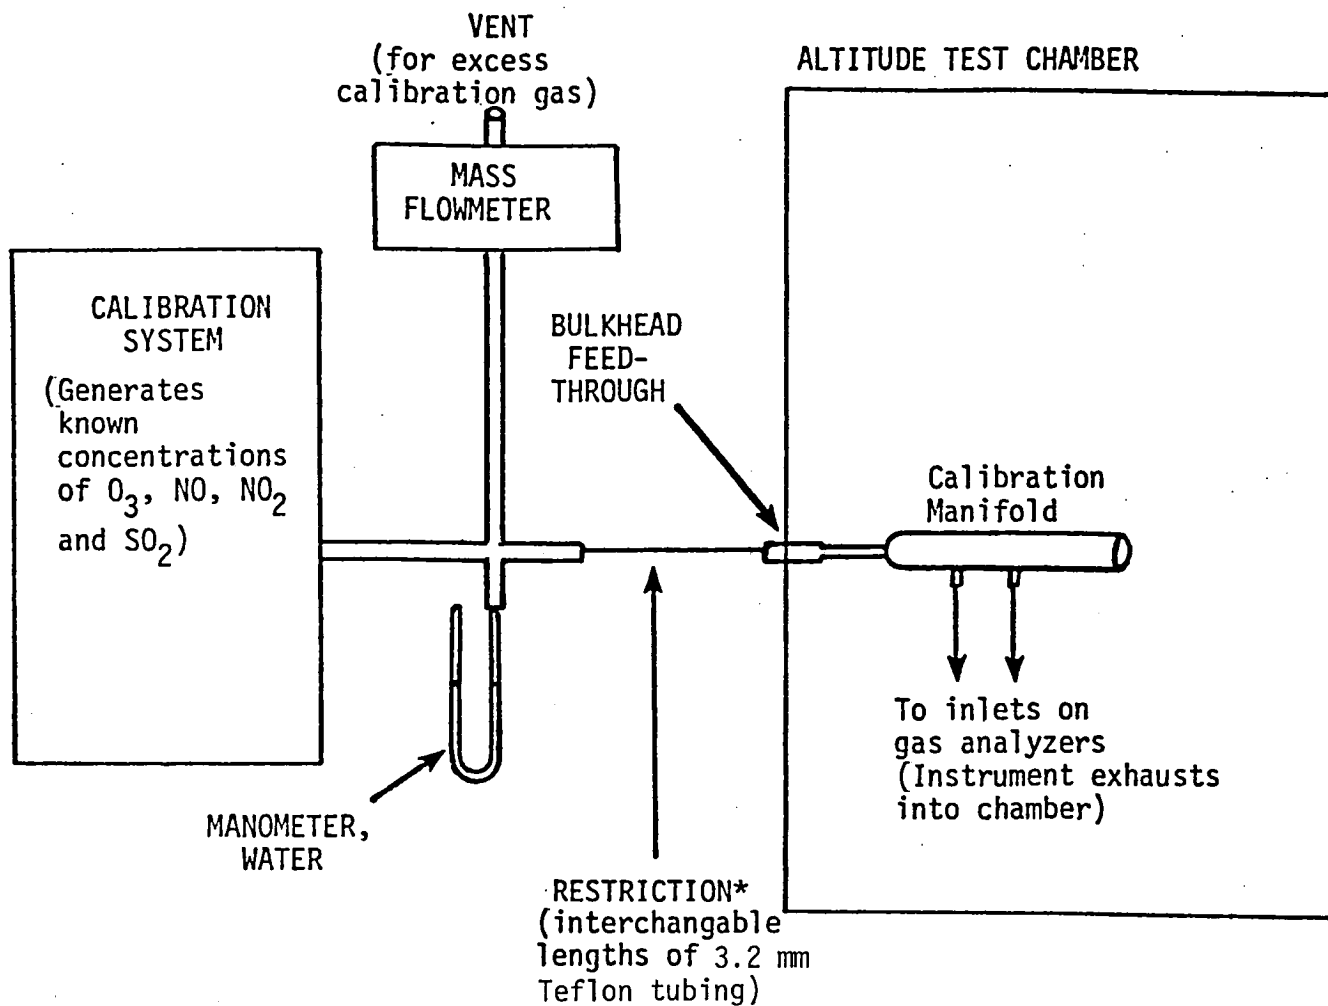 VENT
(for excess
calibration gas)
MASS
FLOWMETER
ALTITUDE TEST CHAMBER
CALIBRATION
SYSTEM
(Generates
known
concentrations
of O₃, NO, NO₂
and SO₂)
BULKHEAD
FEED-
THROUGH
Calibration
Manifold
To inlets on
gas analyzers
(Instrument exhausts
into chamber)
MANOMETER,
WATER
RESTRICTION*
(interchangable
lengths of 3.2 mm
Teflon tubing)